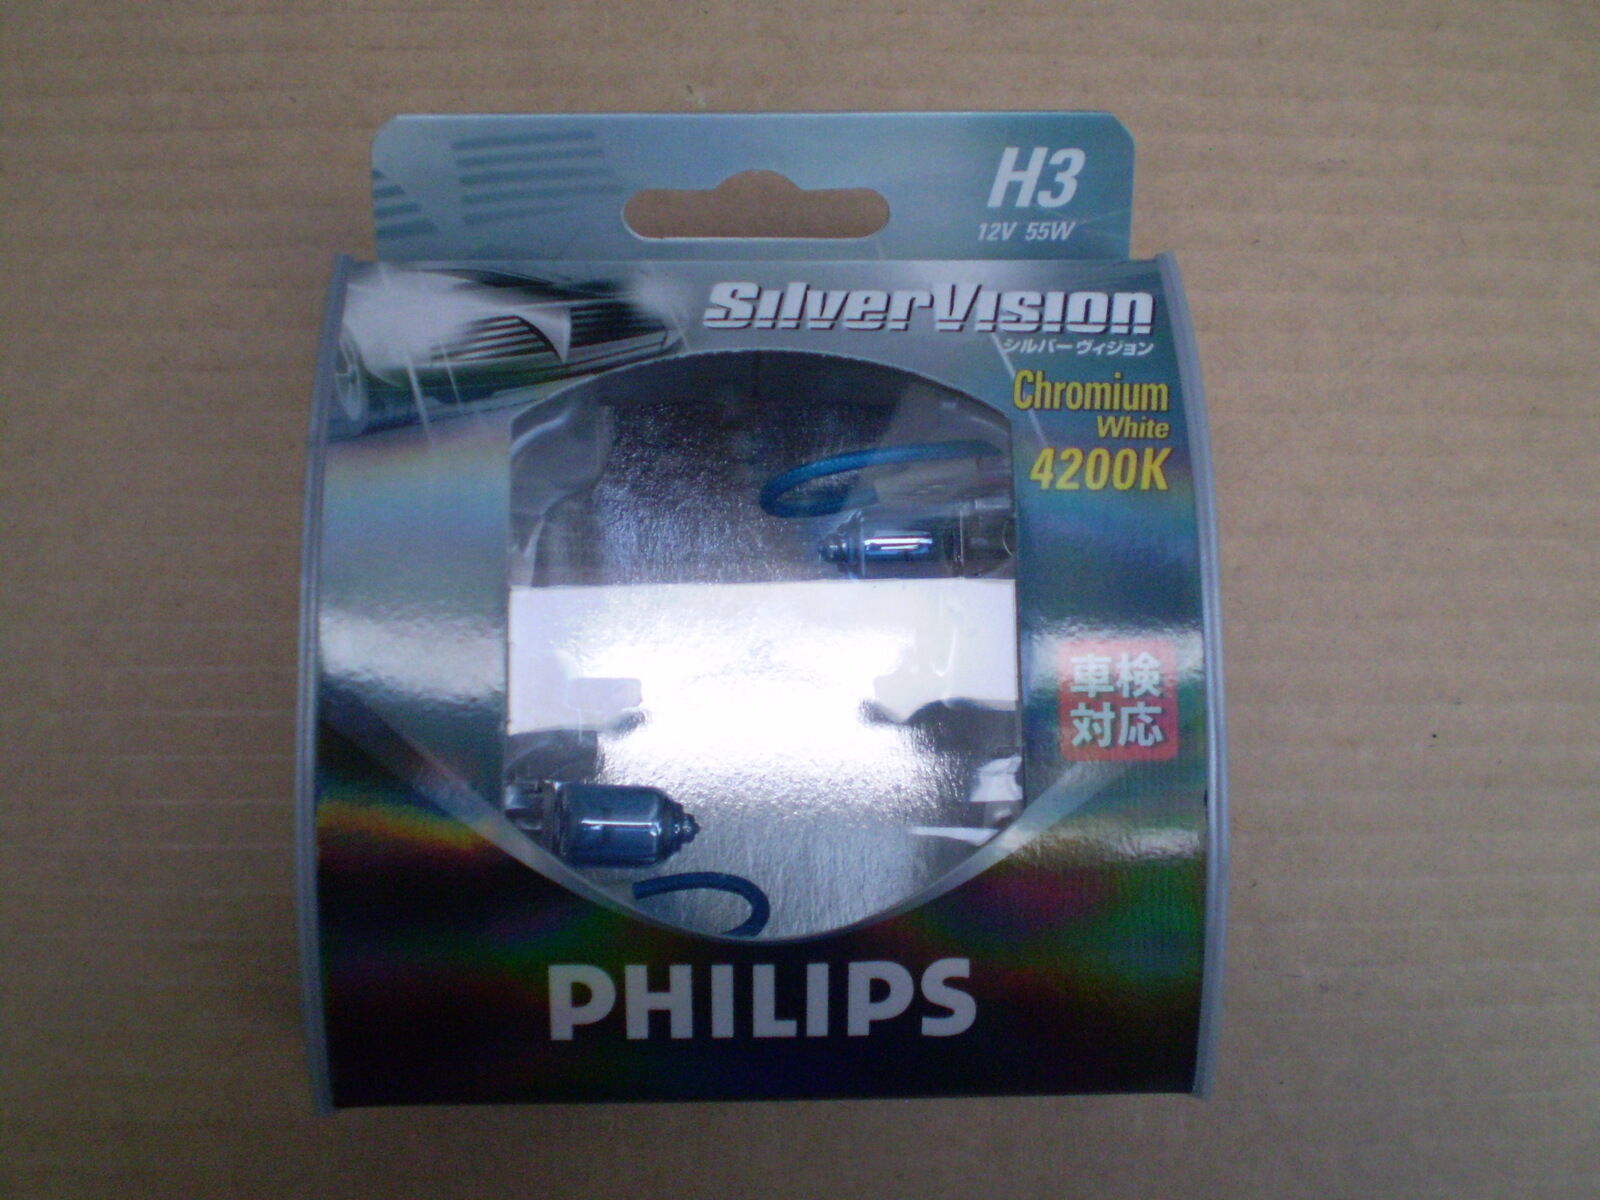 H3
12V 55W
SilverVision
シルバーヴィジョン
Chromium
White
4200K
車検
対応
PHILIPS